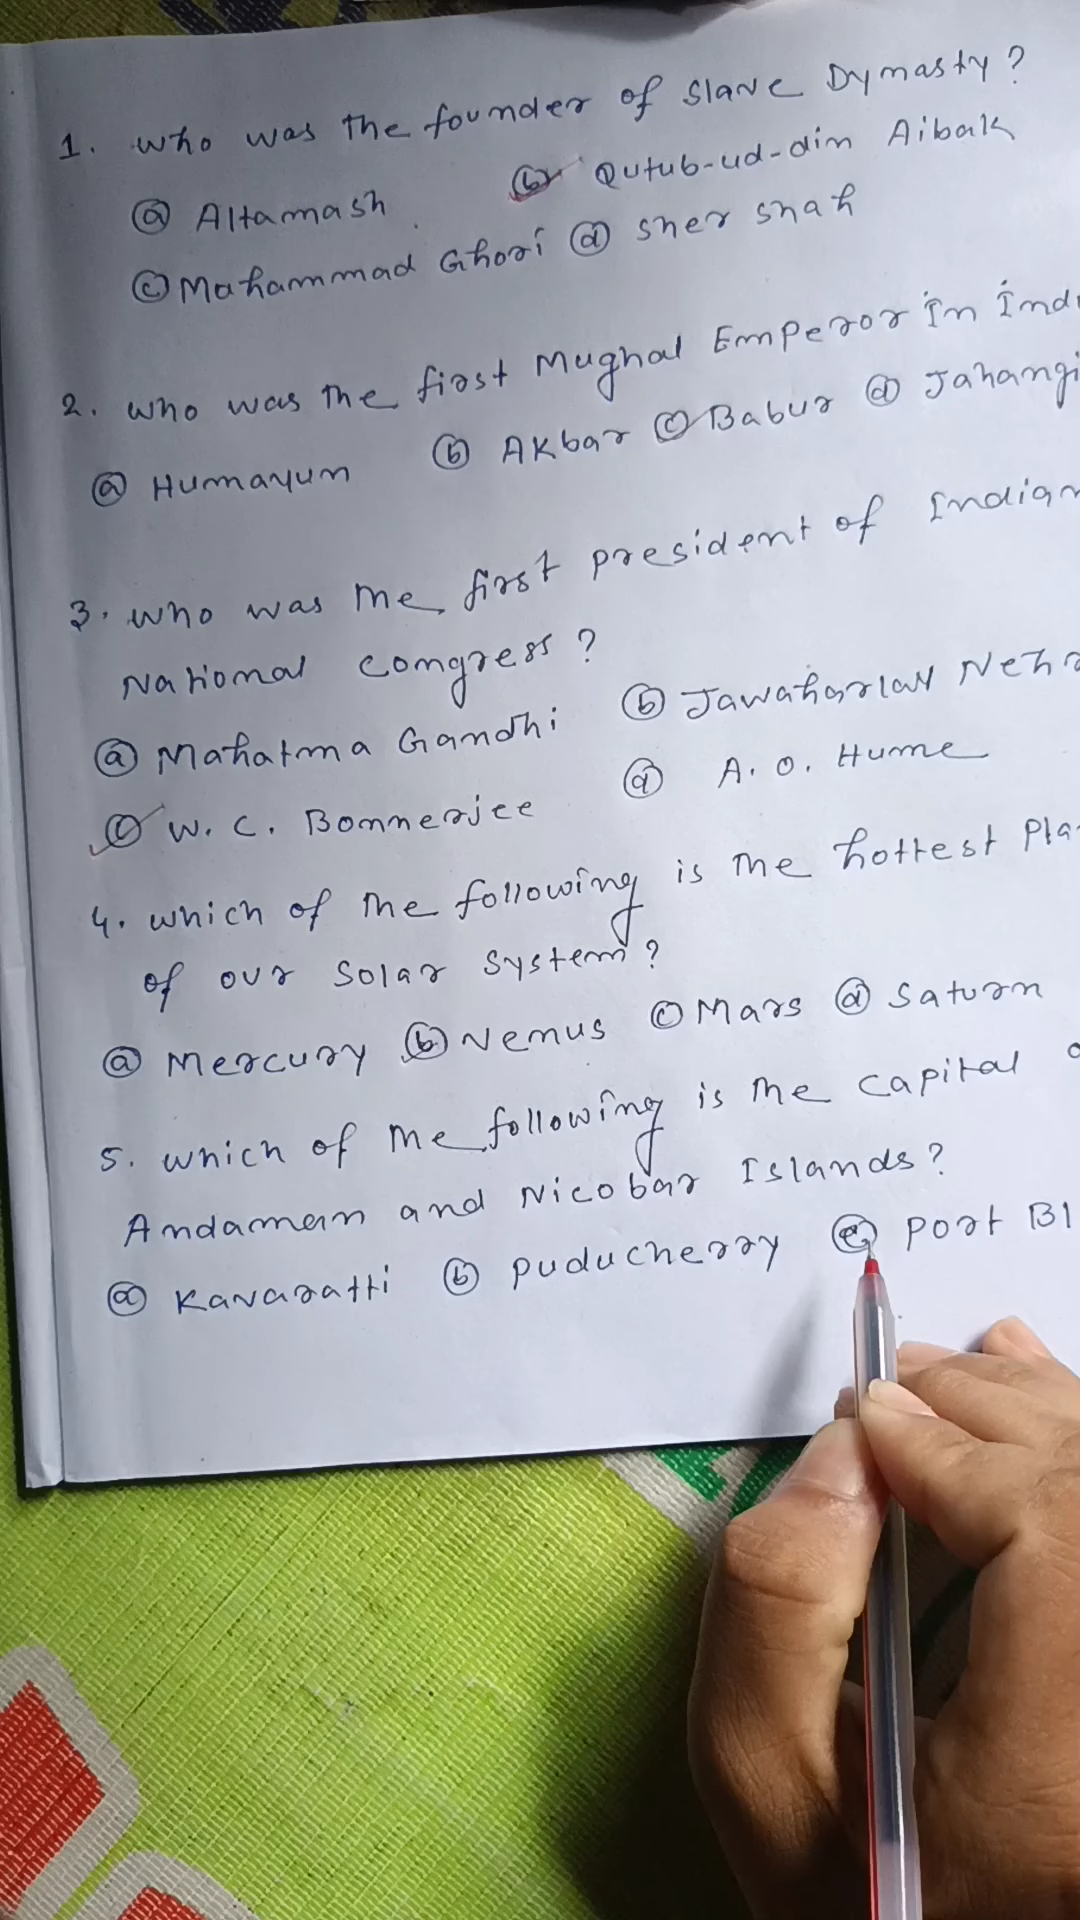 1. Who was the founder of Slave Dymasty?
(a) Altamash (b) Qutub-ud-din Aibak
(c) Mahammad Ghori (d) Sher Shah
2. Who was the first Mughal Emperor in Ind
(a) Humayun (b) Akbar (c) Babur (d) Jahangi
3. Who was the first president of Indian
National Congress?
(a) Mahatma Gandhi (b) Jawaharlal Neh
(c) W. C. Bonnerjee (d) A. O. Hume
4. Which of the following is the hottest Pla
of our Solar System?
(a) Mercury (b) Venus (c) Mars (d) Saturn
5. Which of the following is the capital o
Andaman and Nicobar Islands?
(a) Kavaratti (b) Puducherry (c) Port Bl